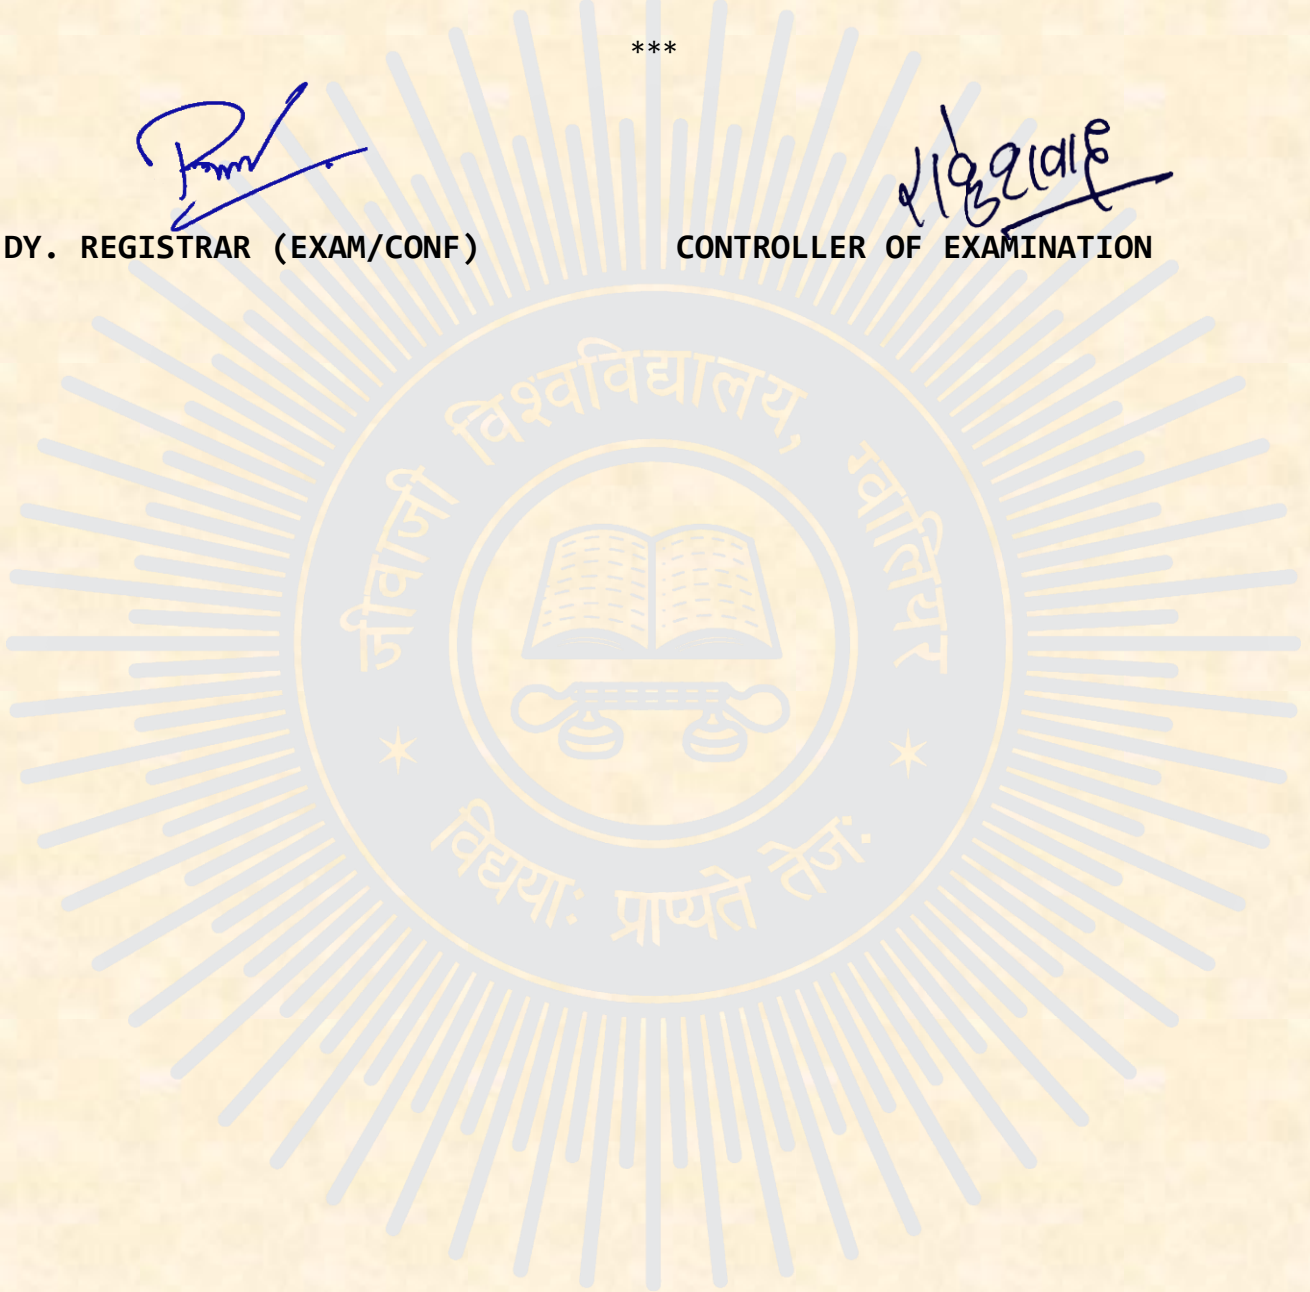 ***
DY. REGISTRAR (EXAM/CONF) CONTROLLER OF EXAMINATION
जीवाजी विश्वविद्यालय, ग्वालियर
विद्यया: प्राप्यते तेज: